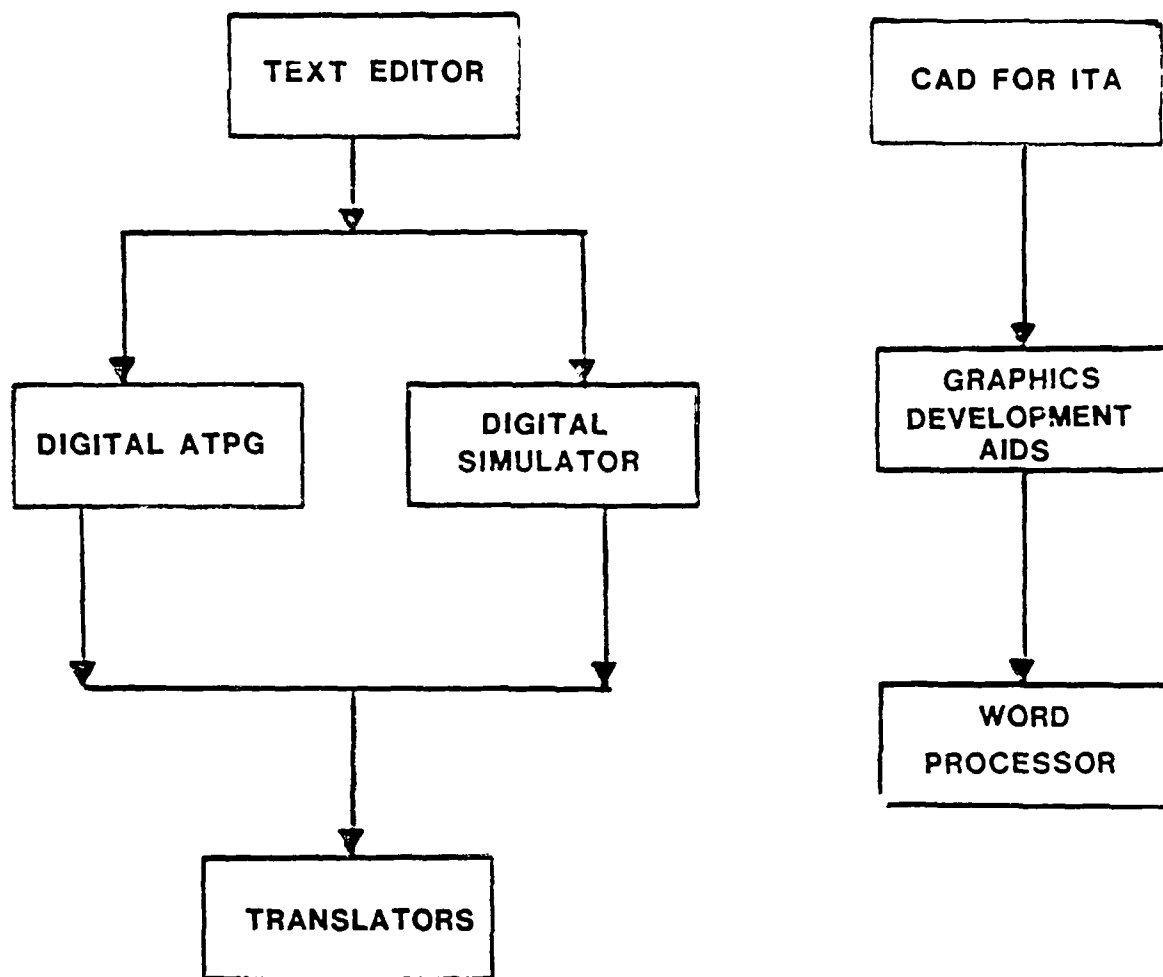 TEXT EDITOR
CAD FOR ITA
DIGITAL ATPG
DIGITAL
SIMULATOR
GRAPHICS
DEVELOPMENT
AIDS
WORD
PROCESSOR
TRANSLATORS